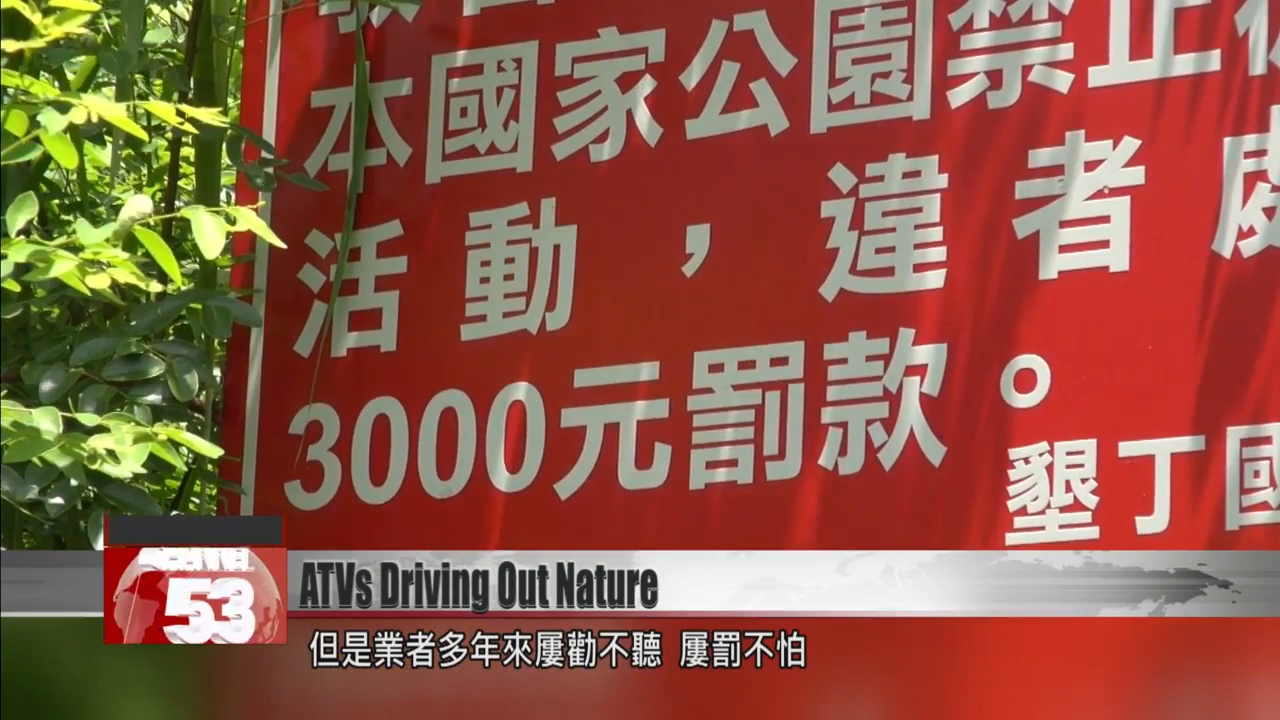 本國家公園禁止
活動，違者處
3000元罰款。
墾丁國
53
ATVs Driving Out Nature
但是業者多年來屢勸不聽 屢罰不怕